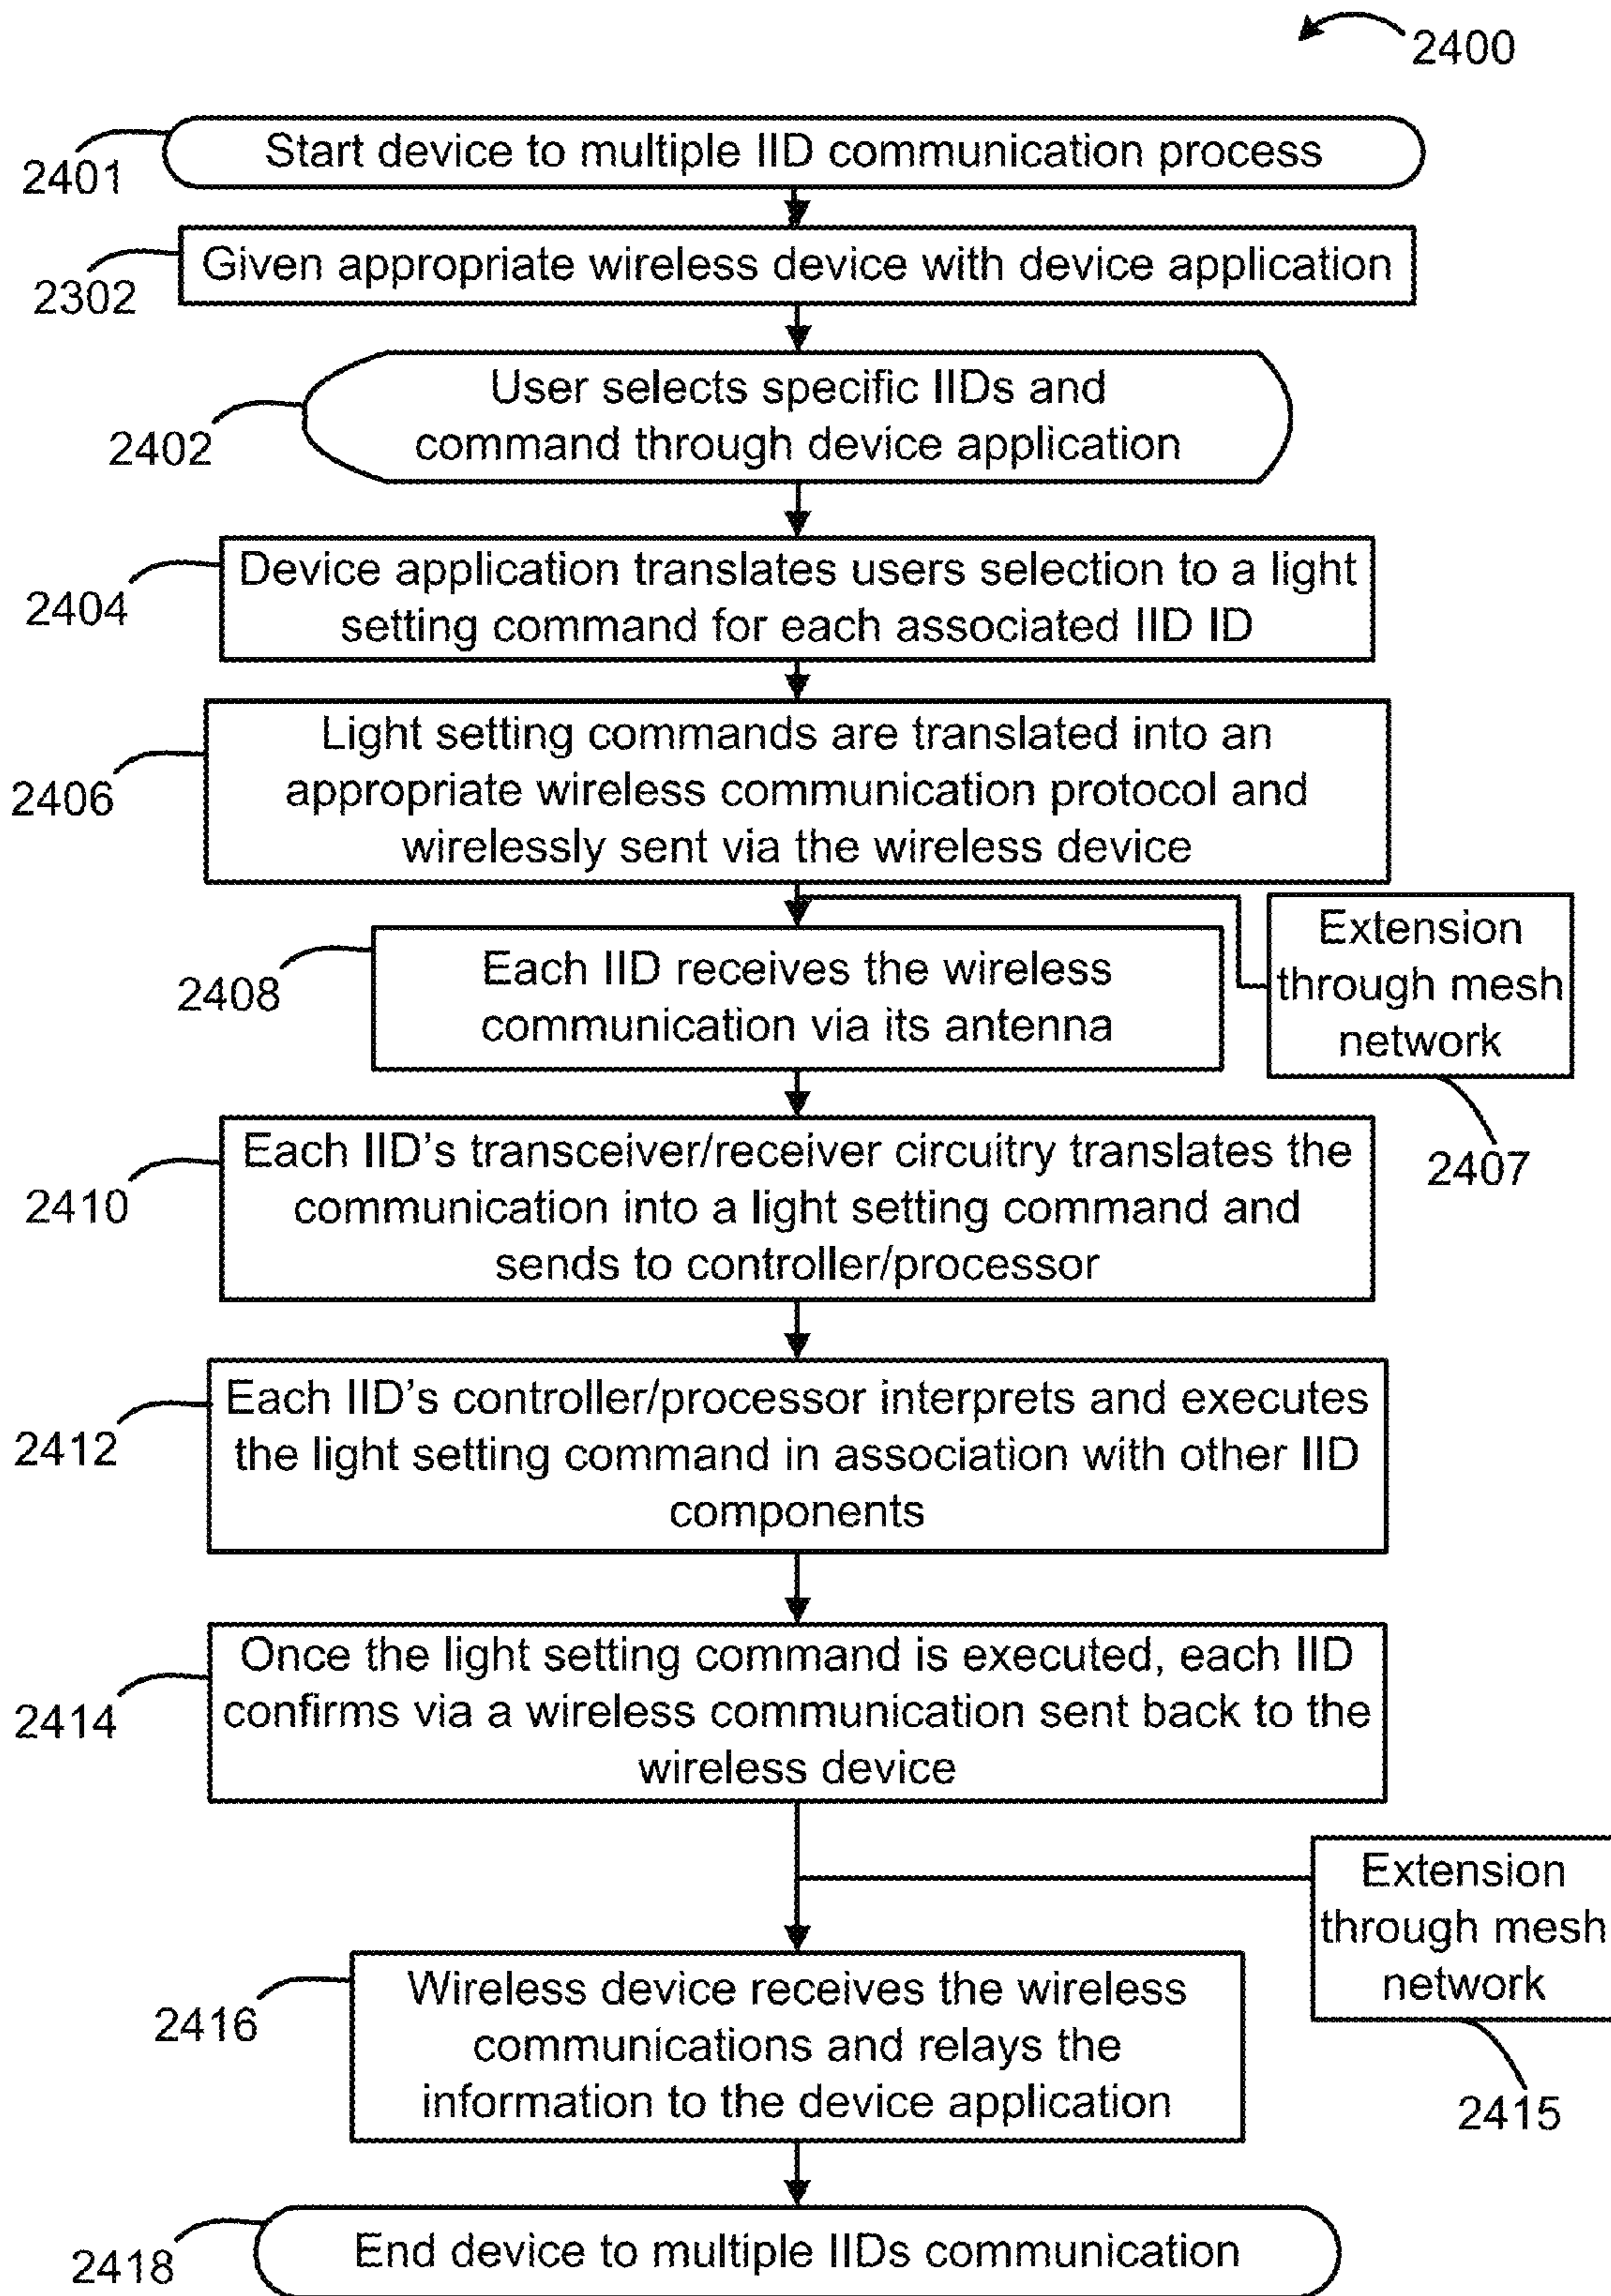 2400
2401
Start device to multiple IID communication process
2302
Given appropriate wireless device with device application
2402
User selects specific IIDs and
command through device application
2404
Device application translates users selection to a light
setting command for each associated IID ID
2406
Light setting commands are translated into an
appropriate wireless communication protocol and
wirelessly sent via the wireless device
Extension
through mesh
network
2407
2408
Each IID receives the wireless
communication via its antenna
2410
Each IID's transceiver/receiver circuitry translates the
communication into a light setting command and
sends to controller/processor
2412
Each IID's controller/processor interprets and executes
the light setting command in association with other IID
components
2414
Once the light setting command is executed, each IID
confirms via a wireless communication sent back to the
wireless device
Extension
through mesh
network
2415
2416
Wireless device receives the wireless
communications and relays the
information to the device application
2418
End device to multiple IIDs communication